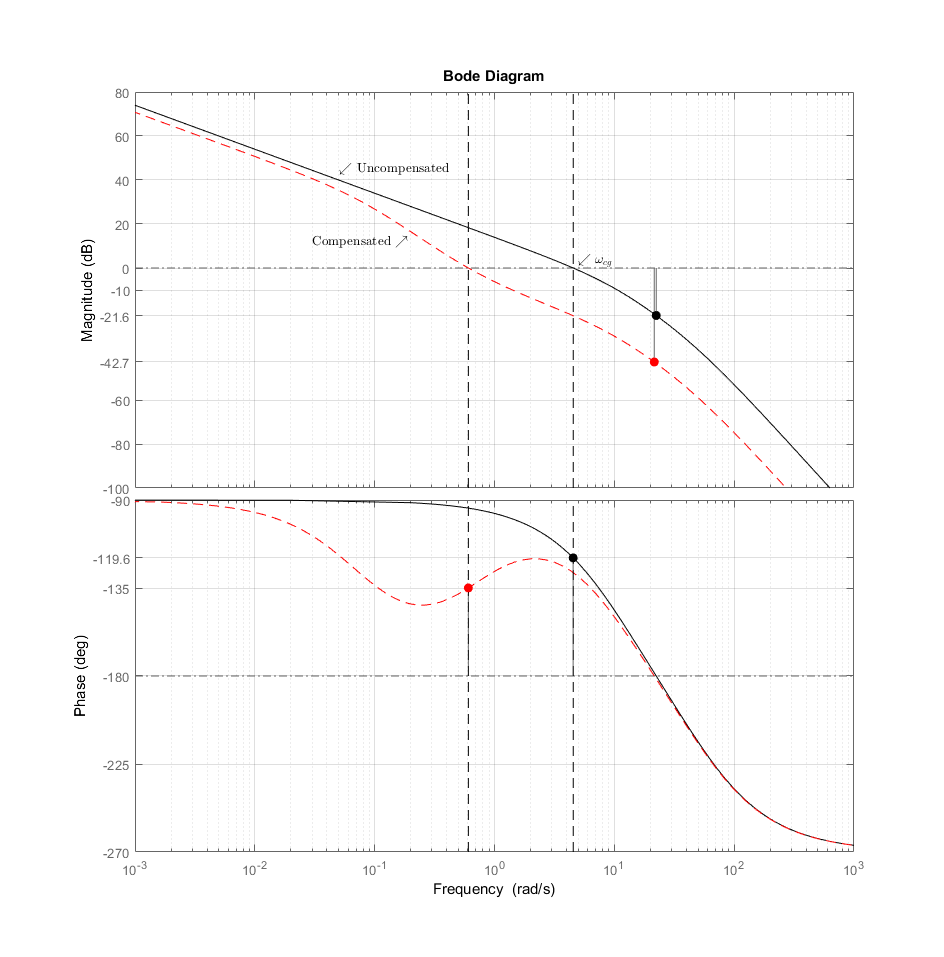 Bode Diagram
80
60
40
20
0
-10
-21.6
-42.7
-60
-80
-100
Magnitude (dB)
↙ Uncompensated
Compensated ↗
↙ ω_cg
-90
-119.6
-135
-180
-225
-270
Phase (deg)
10^-3 10^-2 10^-1 10^0 10^1 10^2 10^3
Frequency (rad/s)